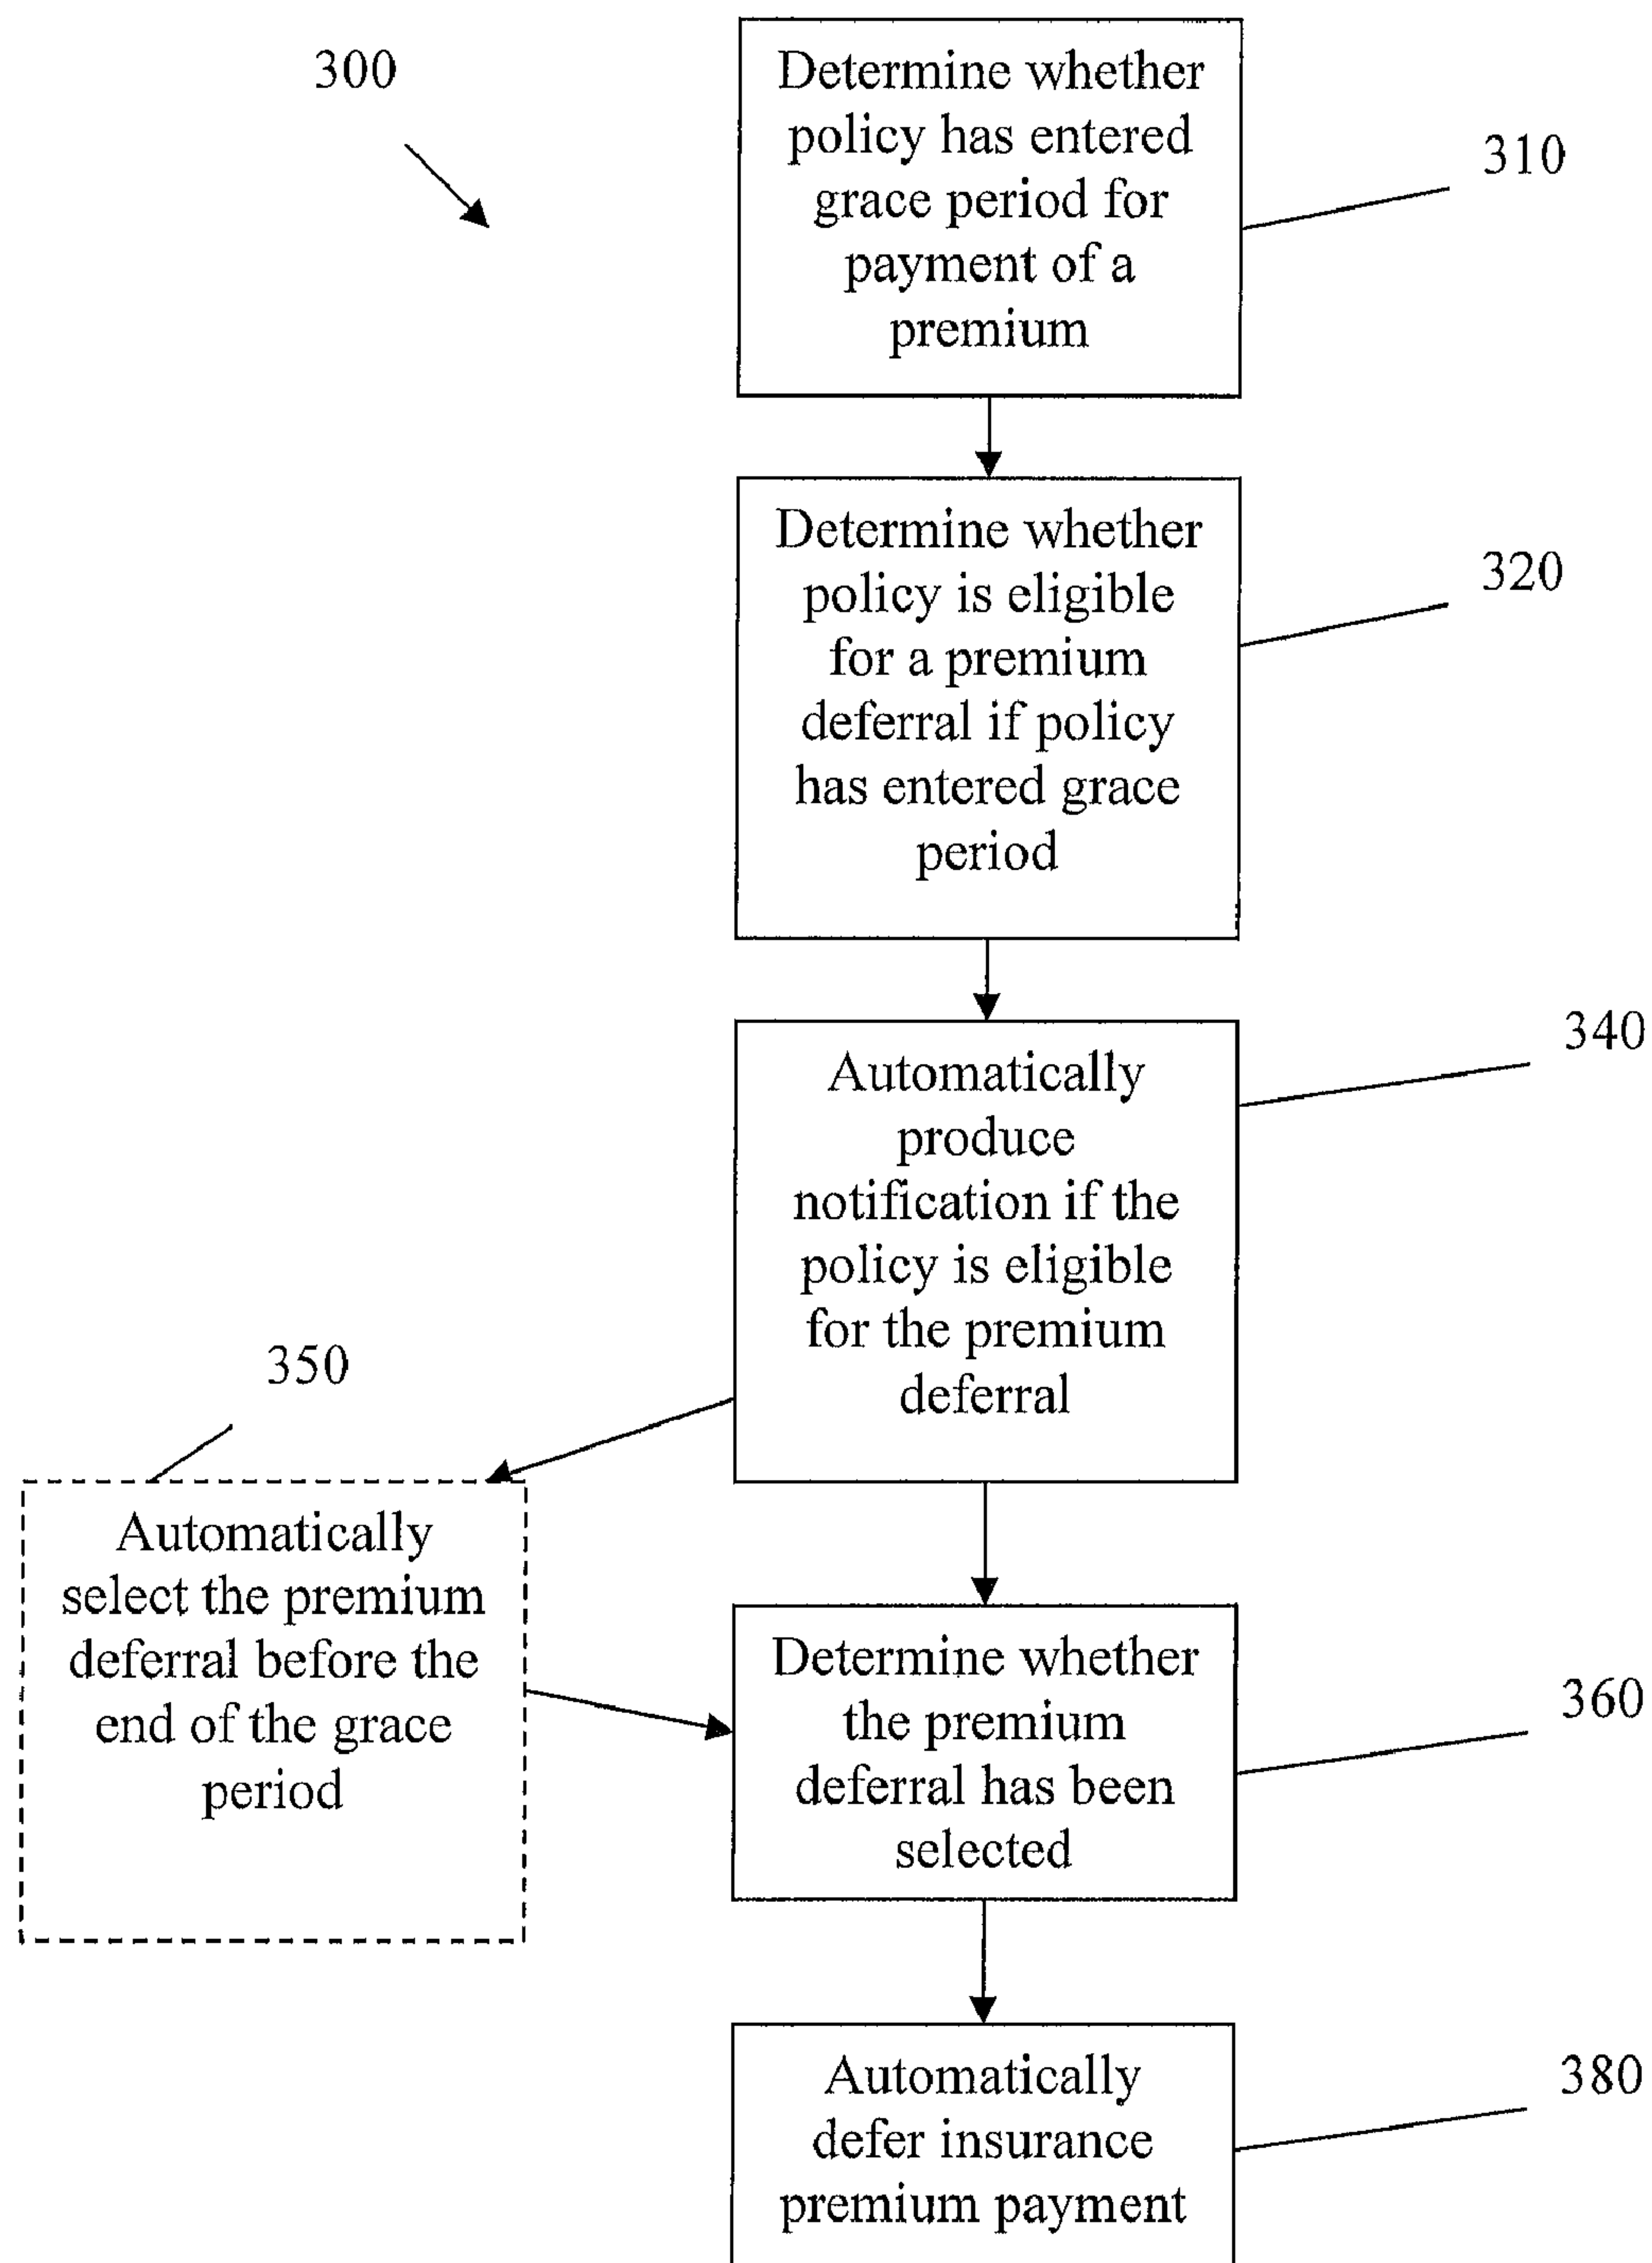 300
Determine whether
policy has entered
grace period for
payment of a
premium
310
Determine whether
policy is eligible
for a premium
deferral if policy
has entered grace
period
320
Automatically
produce
notification if the
policy is eligible
for the premium
deferral
340
350
Automatically
select the premium
deferral before the
end of the grace
period
Determine whether
the premium
deferral has been
selected
360
Automatically
defer insurance
premium payment
380